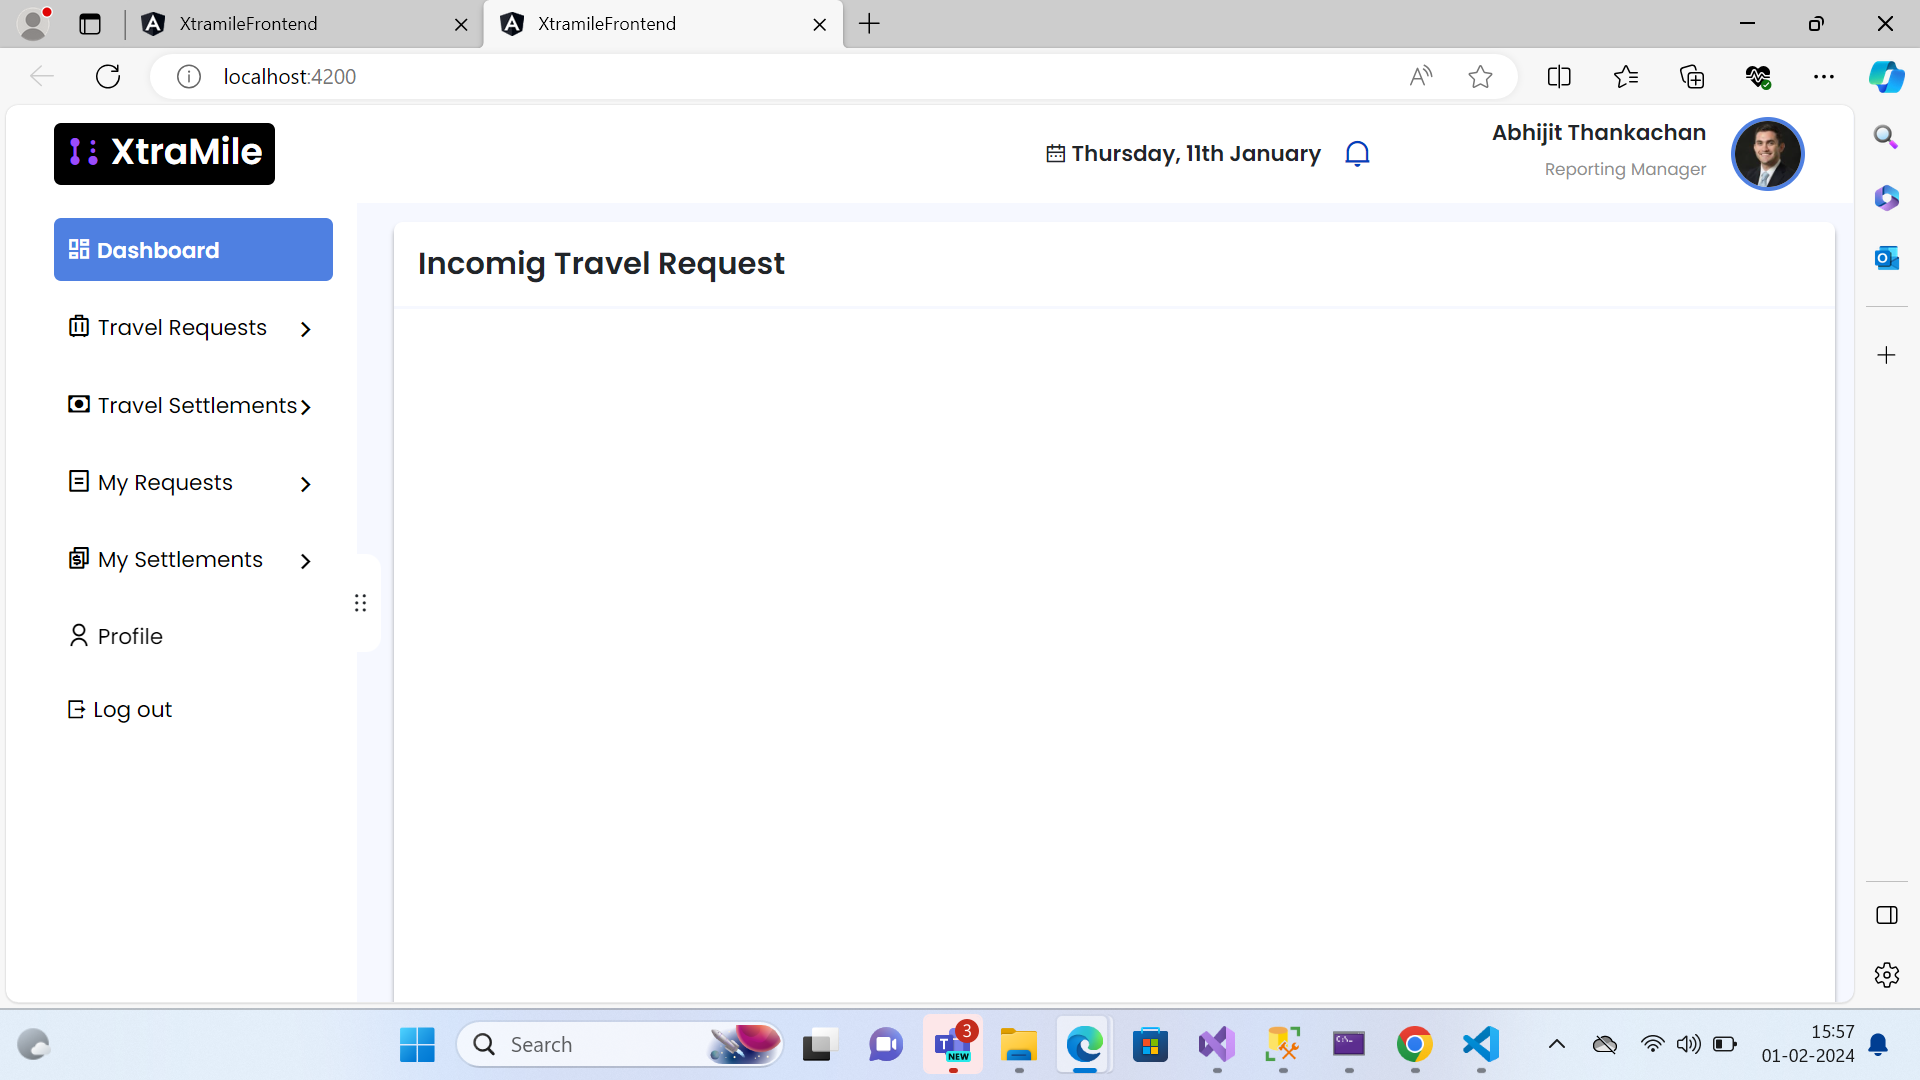 XtramileFrontend
XtramileFrontend
localhost:4200
XtraMile
Thursday, 11th January
Abhijit Thankachan
Reporting Manager
Dashboard
Travel Requests
Travel Settlements
My Requests
My Settlements
Profile
Log out
Incomig Travel Request
Search
3
NEW
15:57
01-02-2024